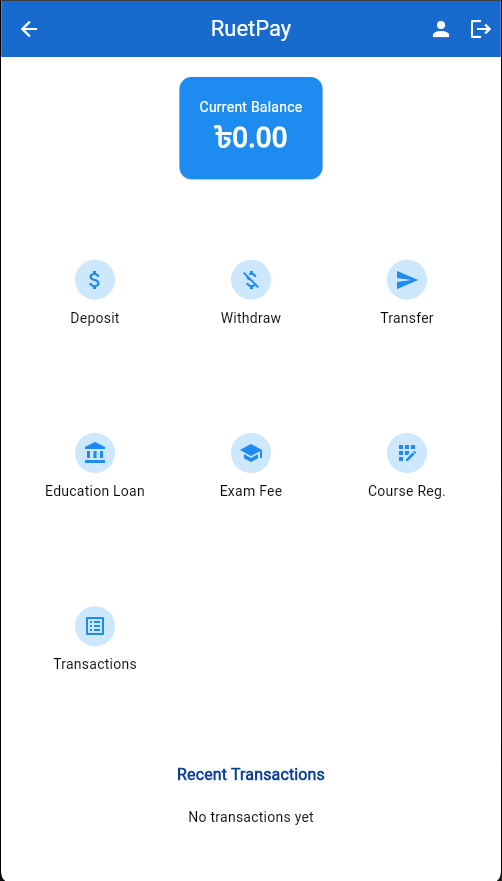 RuetPay
Current Balance
৳0.00
Deposit
Withdraw
Transfer
Education Loan
Exam Fee
Course Reg.
Transactions
Recent Transactions
No transactions yet